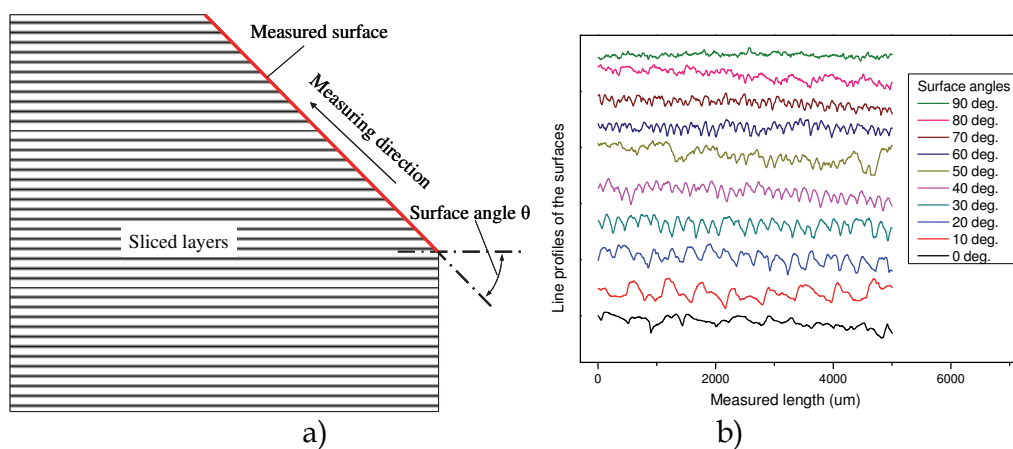 Measured surface
Measuring direction
Surface angle θ
Sliced layers
a)
Line profiles of the surfaces
Surface angles
90 deg.
80 deg.
70 deg.
60 deg.
50 deg.
40 deg.
30 deg.
20 deg.
10 deg.
0 deg.
0 2000 4000 6000
Measured length (um)
b)